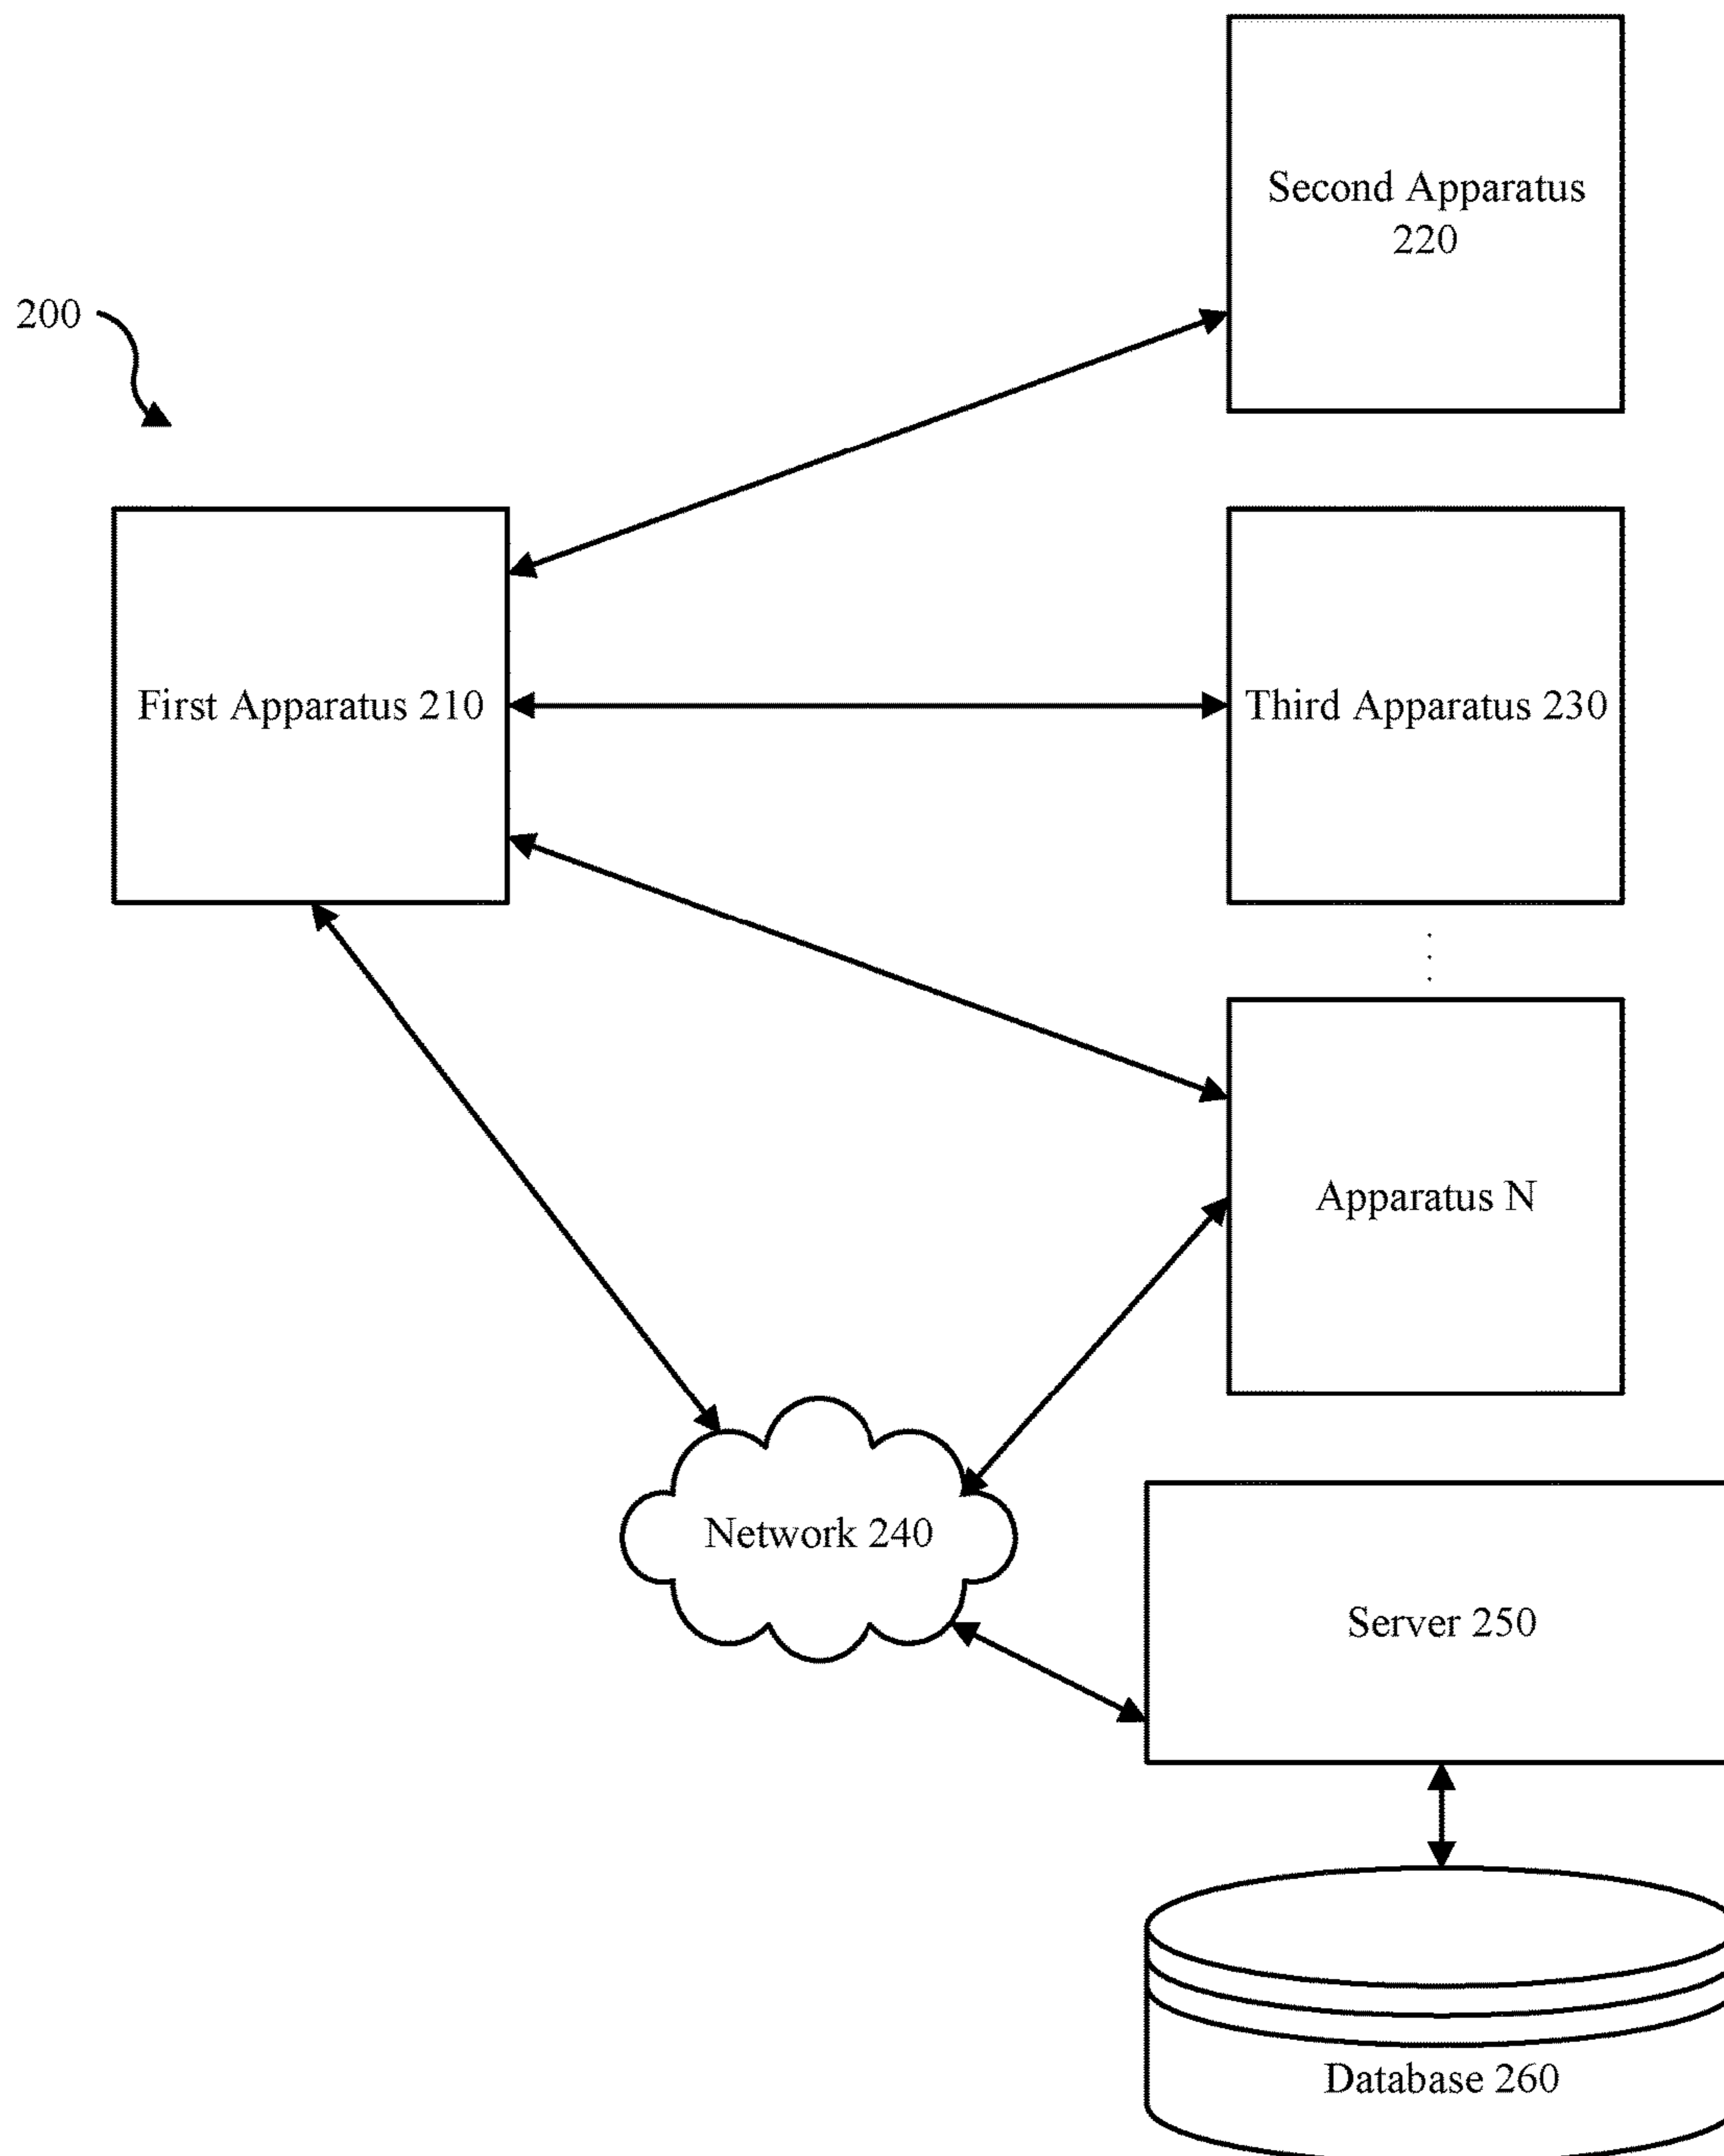 Second Apparatus
220
200
First Apparatus 210
Third Apparatus 230
Apparatus N
Network 240
Server 250
Database 260